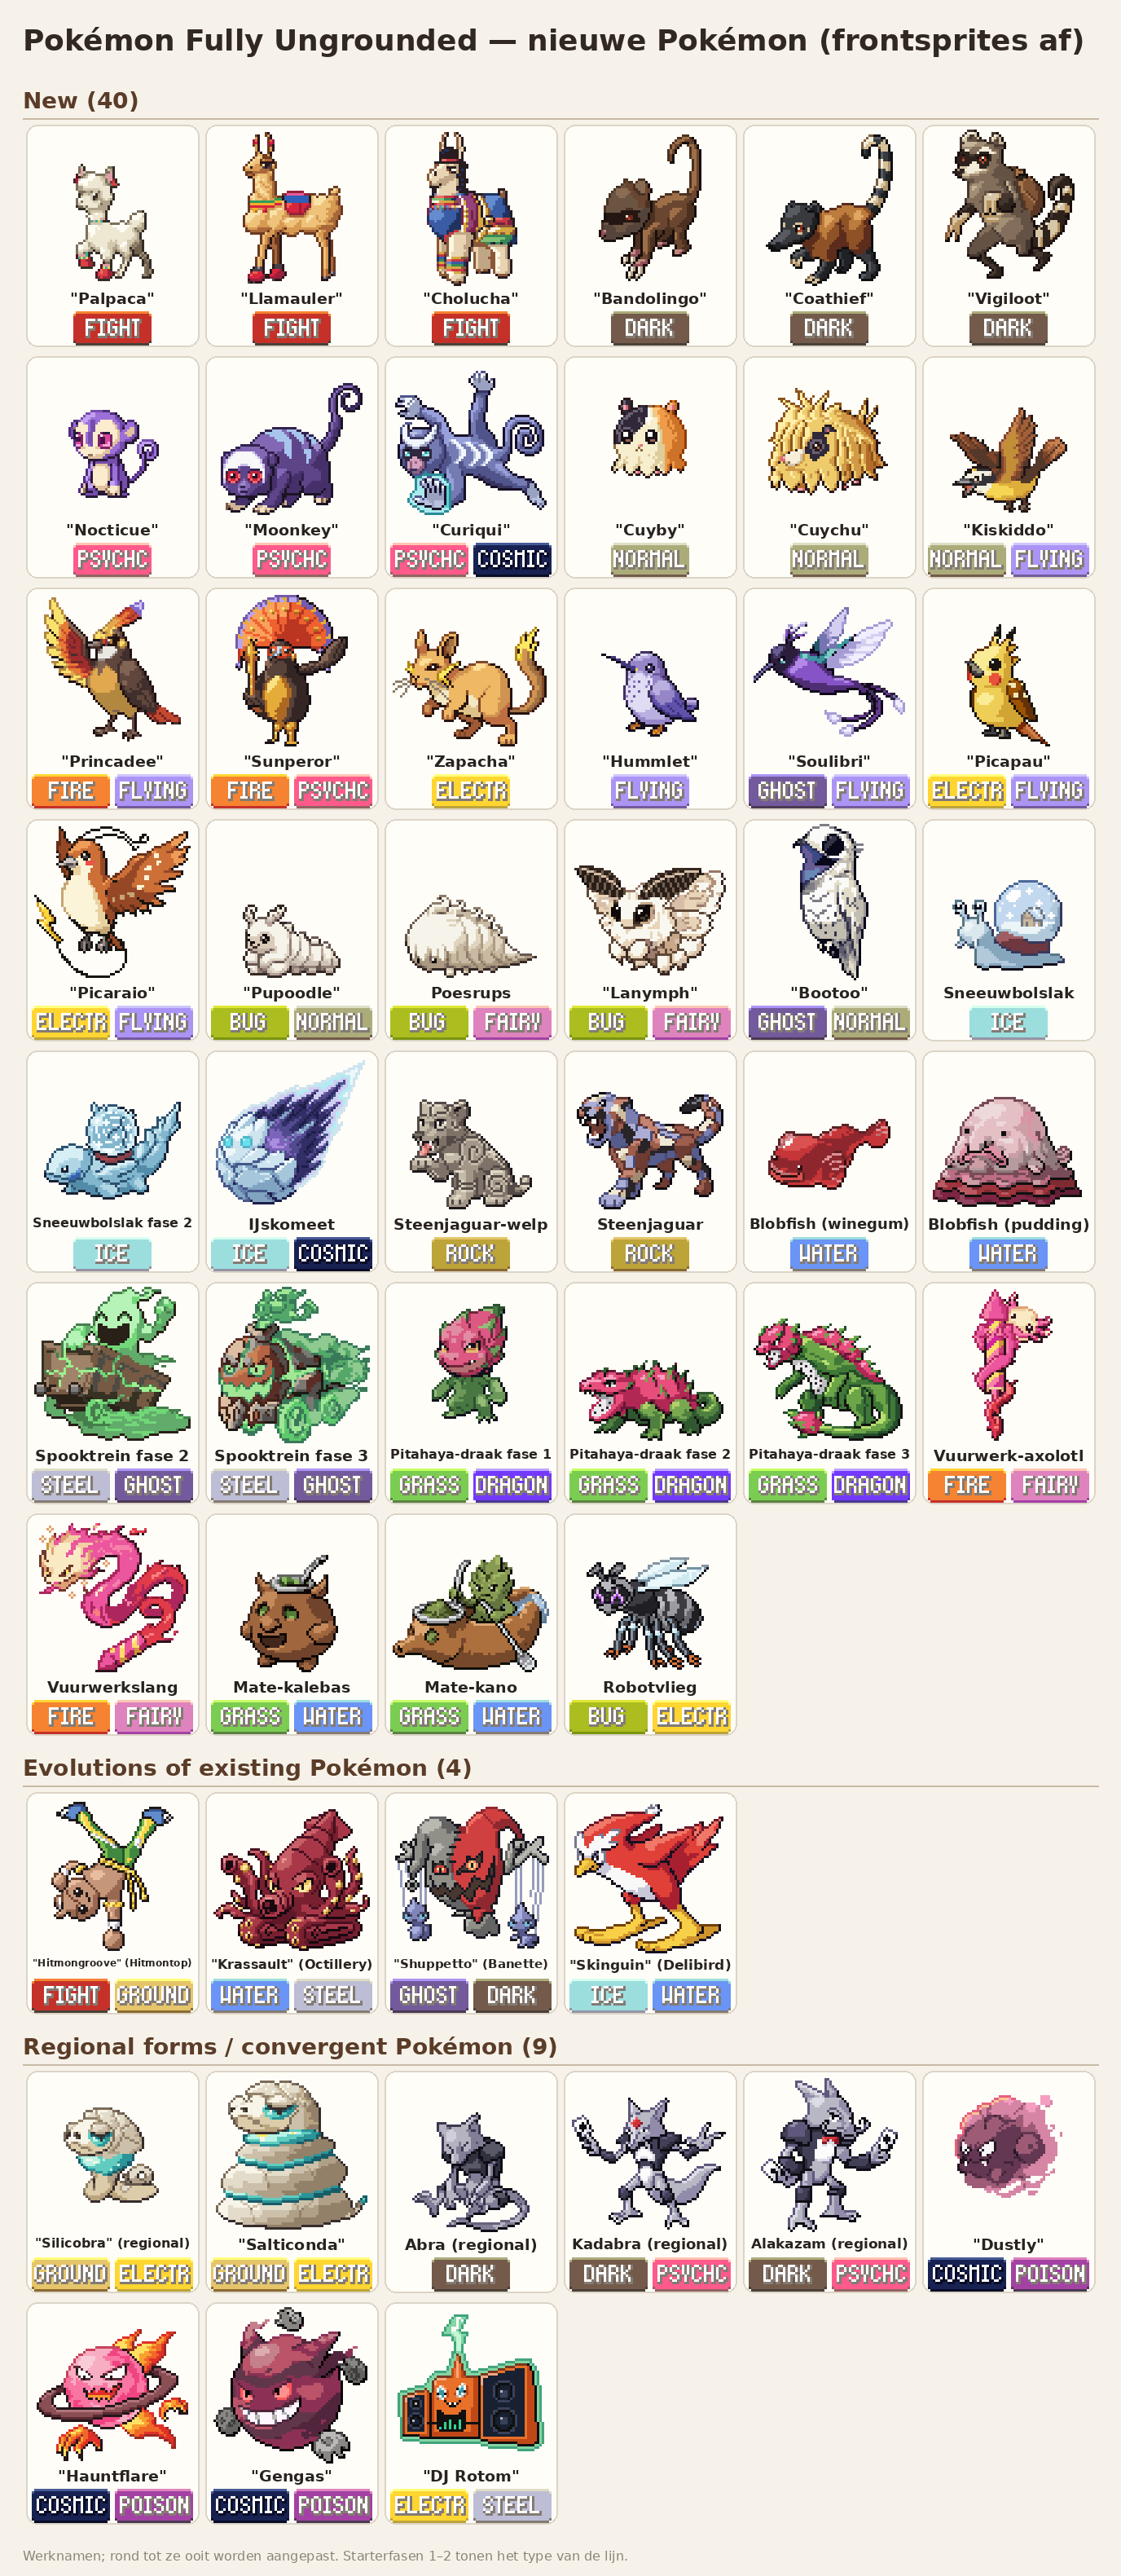 Pokémon Fully Ungrounded — nieuwe Pokémon (frontsprites af)
New (40)
"Palpaca" "Llamauler" "Cholucha" "Bandolingo" "Coathief" "Vigiloot"
FIGHT FIGHT FIGHT DARK DARK DARK
"Nocticue" "Moonkey" "Curiqui" "Cuyby" "Cuychu" "Kiskiddo"
PSYCHC PSYCHC PSYCHC COSMIC NORMAL NORMAL NORMAL FLYING
"Princadee" "Sunperor" "Zapacha" "Hummlet" "Soulibri" "Picapau"
FIRE FLYING FIRE PSYCHC ELECTR FLYING GHOST FLYING ELECTR FLYING
"Picaraio" "Pupoodle" Poesrups "Lanymph" "Bootoo" Sneeuwbolslak
ELECTR FLYING BUG NORMAL BUG FAIRY BUG FAIRY GHOST NORMAL ICE
Sneeuwbolslak fase 2 IJskomeet Steenjaguar-welp Steenjaguar Blobfish (winegum) Blobfish (pudding)
ICE ICE COSMIC ROCK ROCK WATER WATER
Spooktrein fase 2 Spooktrein fase 3 Pitahaya-draak fase 1 Pitahaya-draak fase 2 Pitahaya-draak fase 3 Vuurwerk-axolotl
STEEL GHOST STEEL GHOST GRASS DRAGON GRASS DRAGON GRASS DRAGON FIRE FAIRY
Vuurwerkslang Mate-kalebas Mate-kano Robotvlieg
FIRE FAIRY GRASS WATER GRASS WATER BUG ELECTR
Evolutions of existing Pokémon (4)
"Hitmongroove" (Hitmontop) "Krassault" (Octillery) "Shuppetto" (Banette) "Skinguin" (Delibird)
FIGHT GROUND WATER STEEL GHOST DARK ICE WATER
Regional forms / convergent Pokémon (9)
"Silicobra" (regional) "Salticonda" Abra (regional) Kadabra (regional) Alakazam (regional) "Dustly"
GROUND ELECTR GROUND ELECTR DARK DARK PSYCHC DARK PSYCHC COSMIC POISON
"Hauntflare" "Gengas" "DJ Rotom"
COSMIC POISON COSMIC POISON ELECTR STEEL
Werknamen; rond tot ze ooit worden aangepast. Starterfasen 1–2 tonen het type van de lijn.